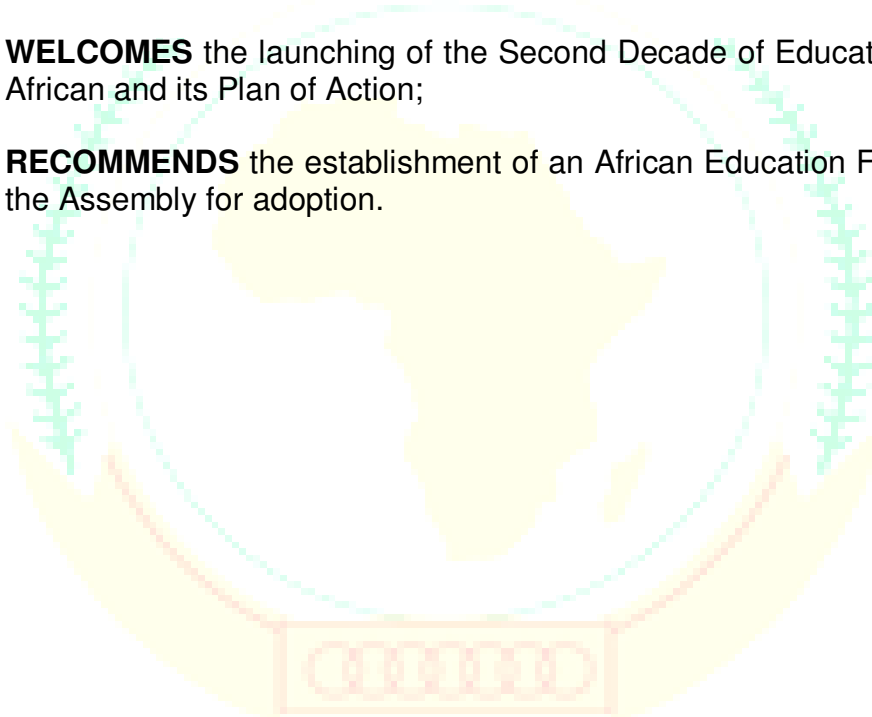 WELCOMES the launching of the Second Decade of Educat
African and its Plan of Action;
RECOMMENDS the establishment of an African Education F
the Assembly for adoption.